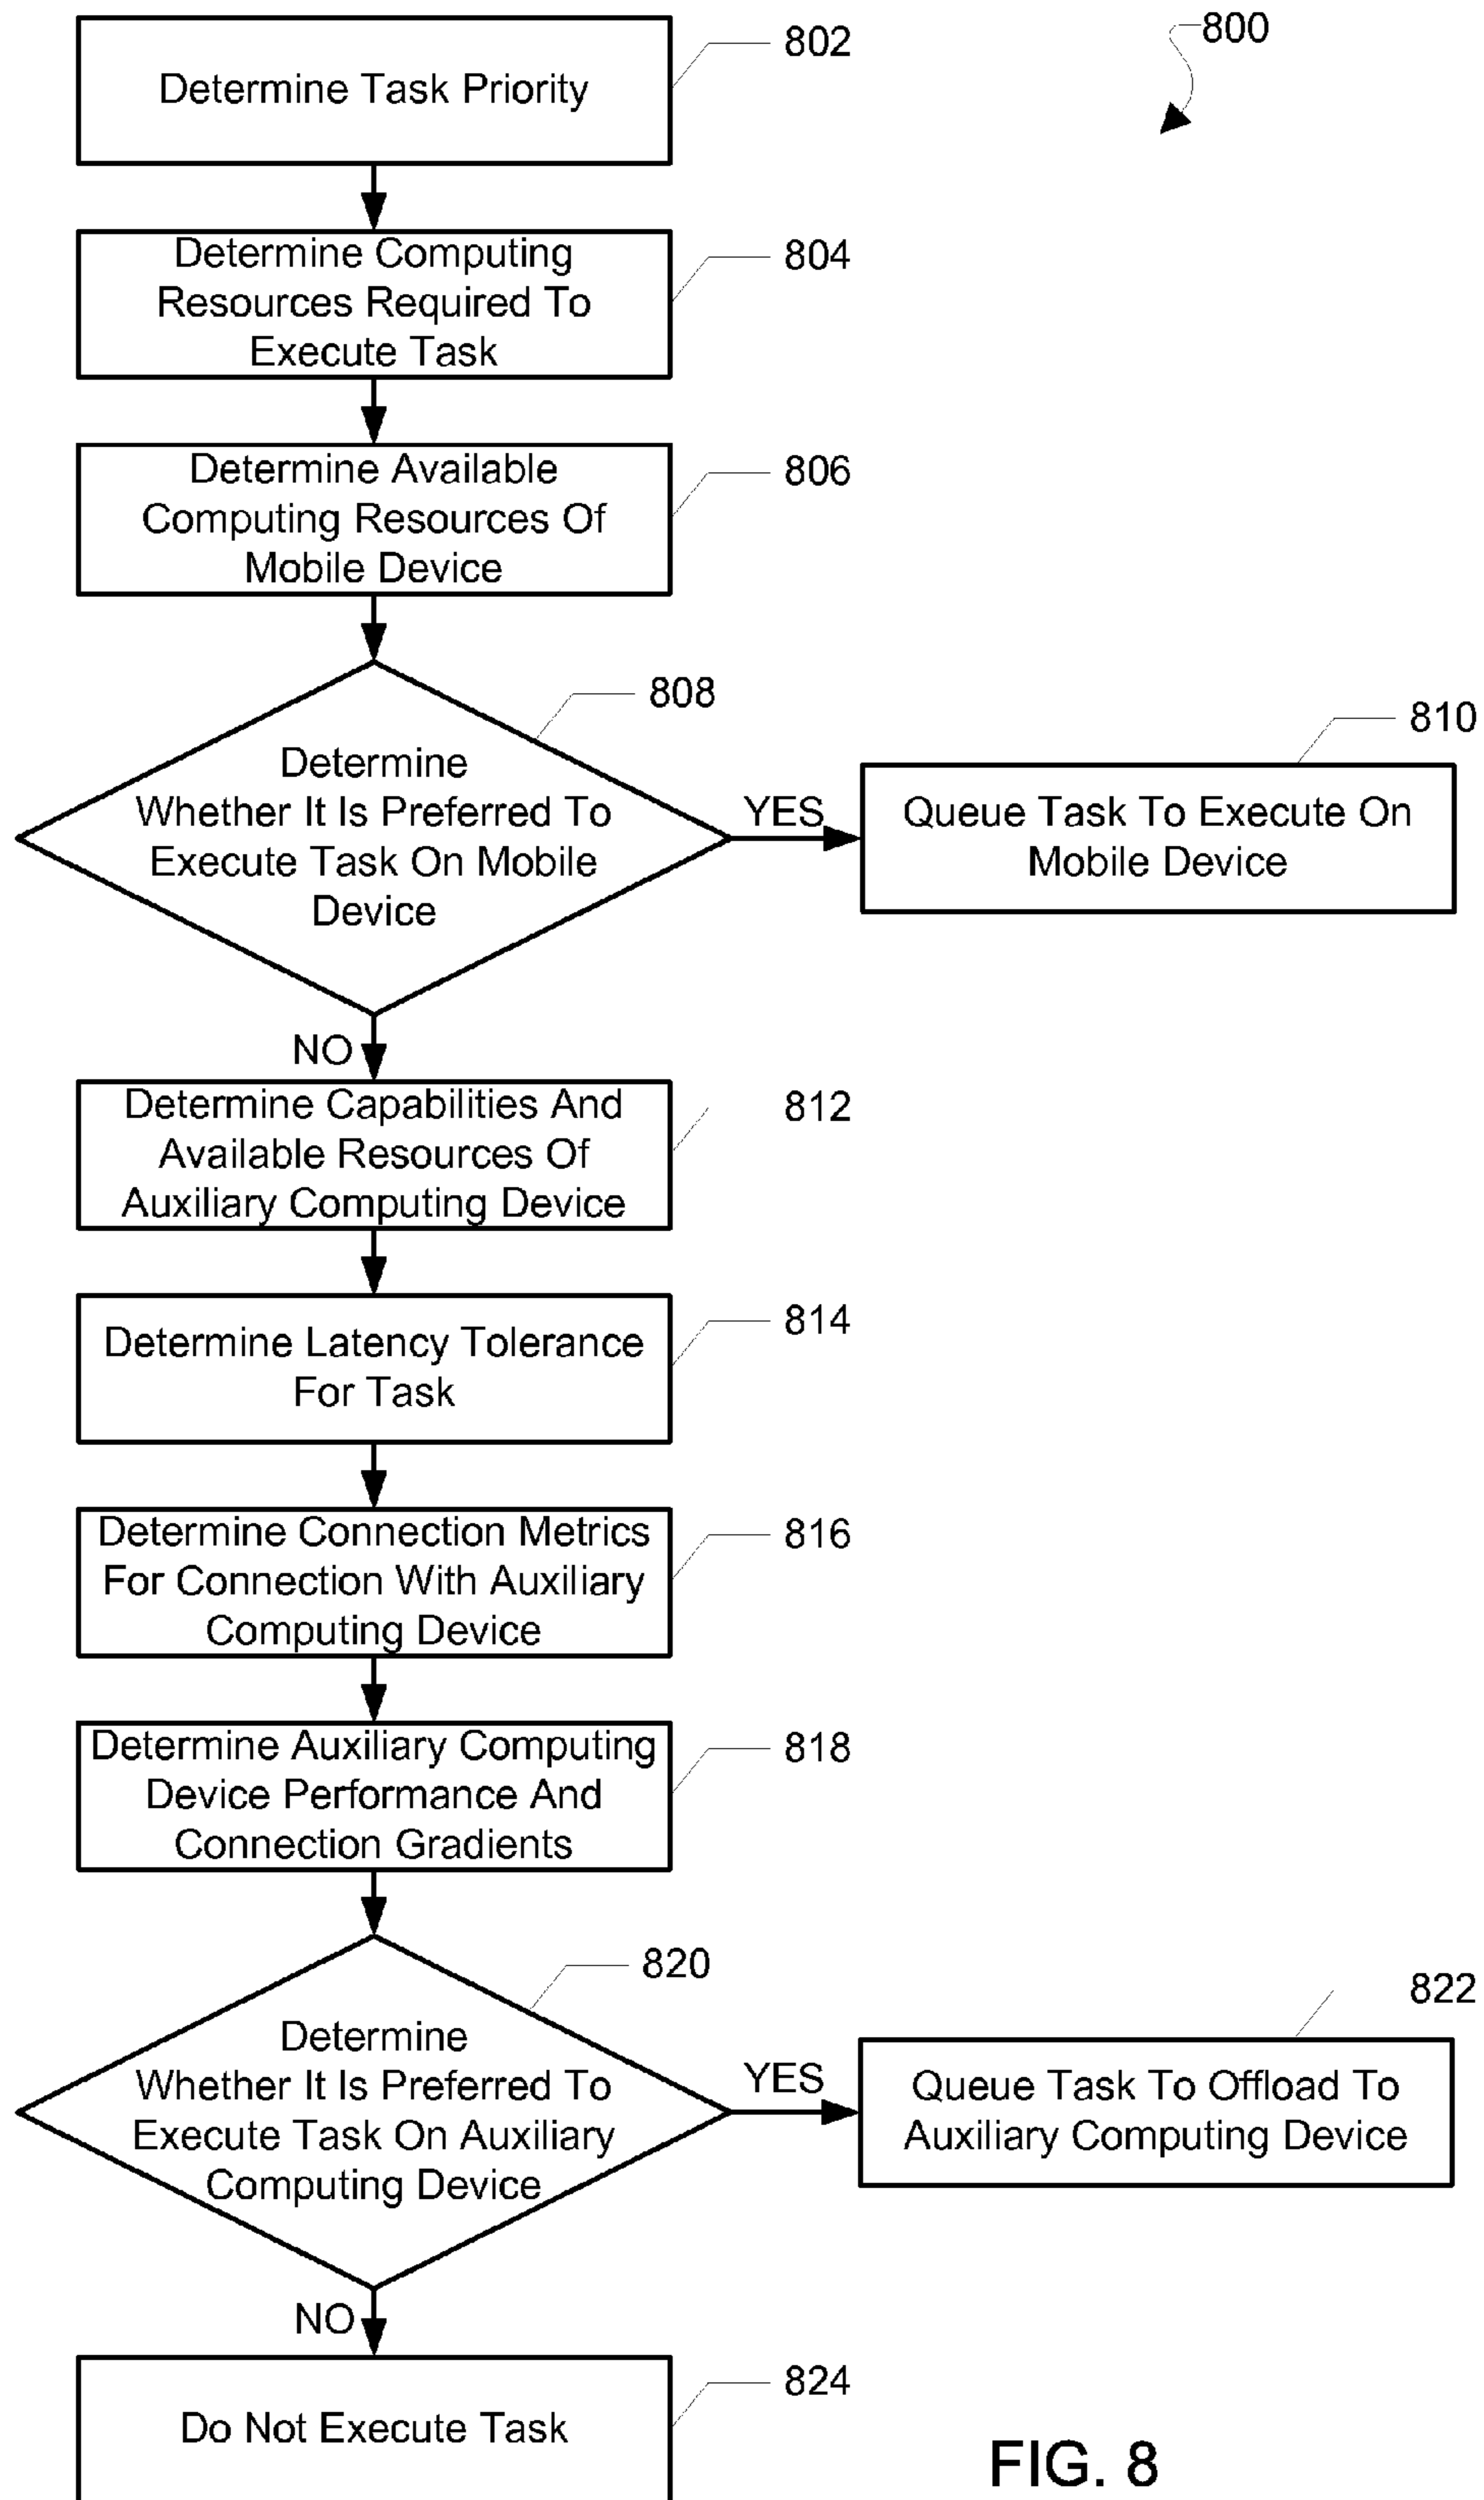 800
Determine Task Priority
802
Determine Computing
Resources Required To
Execute Task
804
Determine Available
Computing Resources Of
Mobile Device
806
808
Determine
Whether It Is Preferred To
Execute Task On Mobile
Device
YES
810
Queue Task To Execute On
Mobile Device
NO
Determine Capabilities And
Available Resources Of
Auxiliary Computing Device
812
Determine Latency Tolerance
For Task
814
Determine Connection Metrics
For Connection With Auxiliary
Computing Device
816
Determine Auxiliary Computing
Device Performance And
Connection Gradients
818
820
Determine
Whether It Is Preferred To
Execute Task On Auxiliary
Computing Device
YES
822
Queue Task To Offload To
Auxiliary Computing Device
NO
Do Not Execute Task
824
FIG. 8